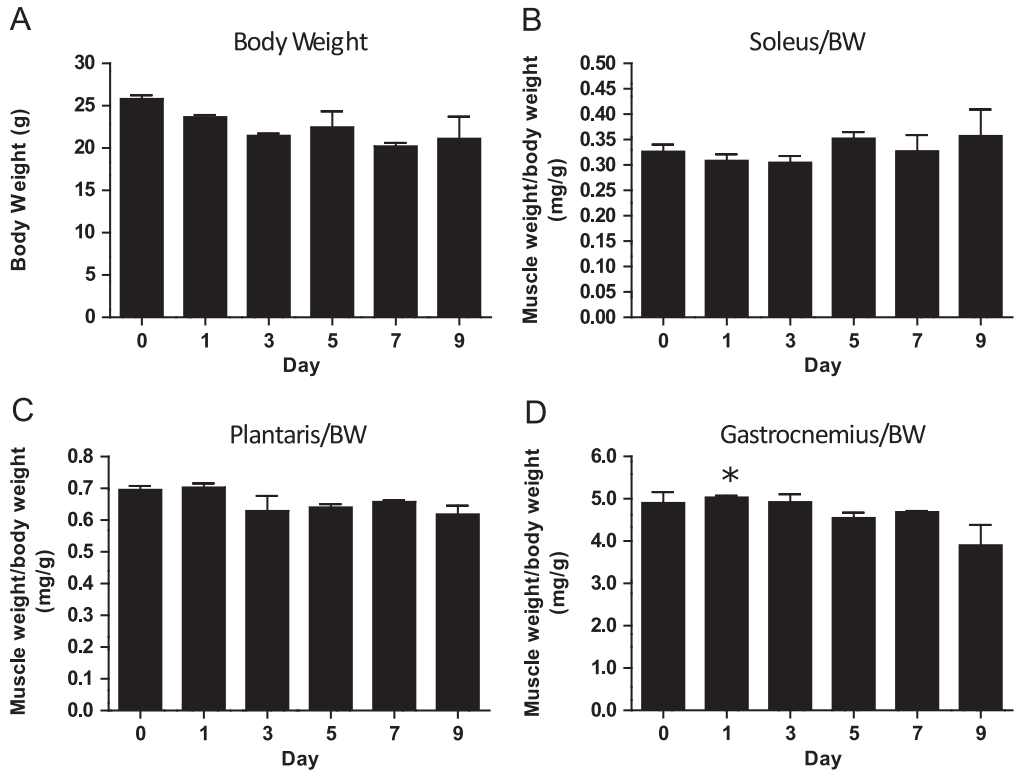 A
Body Weight
30
25
20
15
10
5
0
Body Weight (g)
0 1 3 5 7 9
Day
B
Soleus/BW
0.50
0.45
0.40
0.35
0.30
0.25
0.20
0.15
0.10
0.05
0.00
Muscle weight/body weight
(mg/g)
0 1 3 5 7 9
Day
C
Plantaris/BW
0.8
0.7
0.6
0.5
0.4
0.3
0.2
0.1
0.0
Muscle weight/body weight
(mg/g)
0 1 3 5 7 9
Day
D
Gastrocnemius/BW
6.0
5.0
4.0
3.0
2.0
1.0
0.0
Muscle weight/body weight
(mg/g)
*
0 1 3 5 7 9
Day